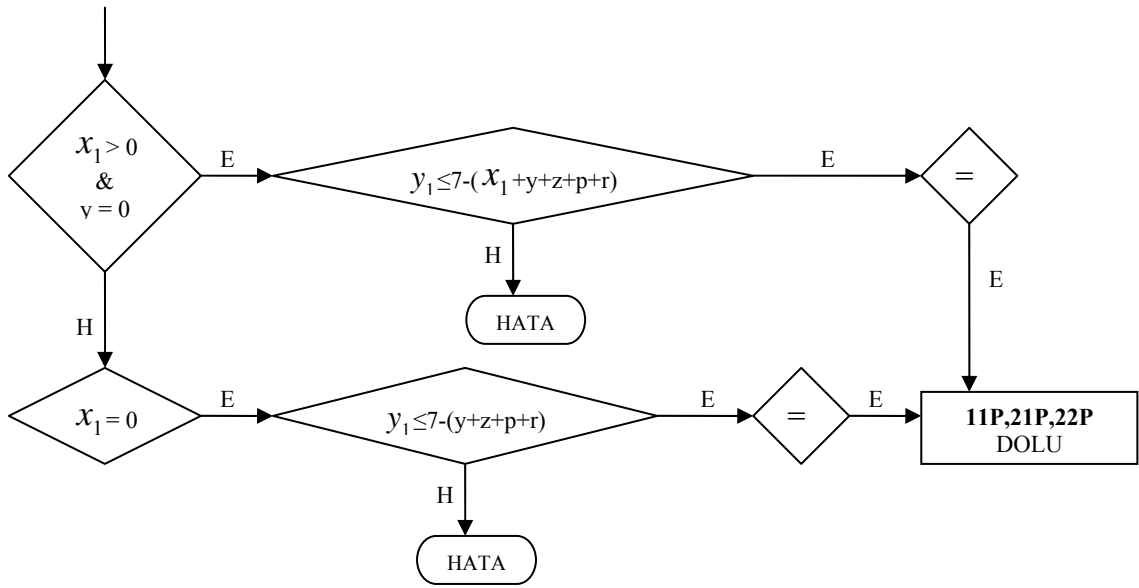 x₁ > 0
&
y = 0
E
y₁ ≤7-(x₁+y+z+p+r)
E
=
H
E
HATA
H
x₁ = 0
E
y₁ ≤7-(y+z+p+r)
E
=
E
11P,21P,22P
DOLU
H
HATA